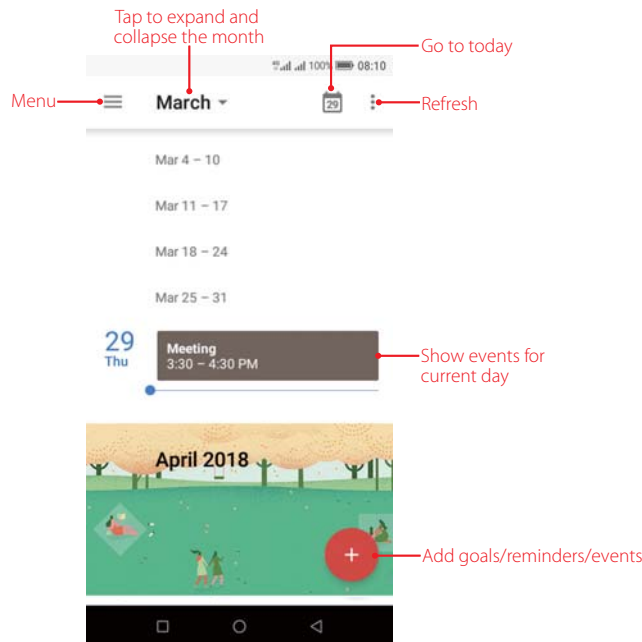 Tap to expand and
collapse the month
Go to today
100% 08:10
Menu
March
29
Refresh
Mar 4 – 10
Mar 11 – 17
Mar 18 – 24
Mar 25 – 31
29
Thu
Meeting
3:30 – 4:30 PM
Show events for
current day
April 2018
+
Add goals/reminders/events